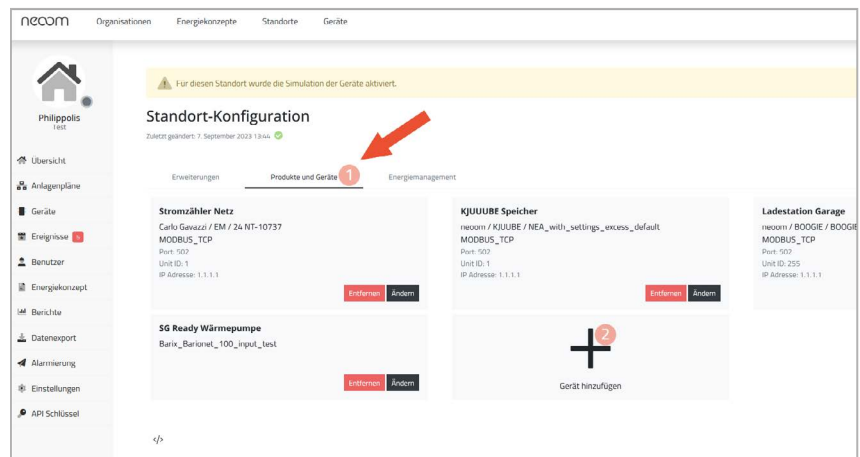 neoom
Organisationen Energiekonzepte Standorte Geräte
Philippolis
Test
Übersicht
Anlagenpläne
Geräte
Ereignisse 5
Benutzer
Energiekonzept
Berichte
Datenexport
Alarmierung
Einstellungen
API Schlüssel
Für diesen Standort wurde die Simulation der Geräte aktiviert.
Standort-Konfiguration
Zuletzt geändert: 7. September 2023 13:44
Erweiterungen Produkte und Geräte 1 Energiemanagement
Stromzähler Netz
Carlo Gavazzi / EM / 24 NT-10737
MODBUS_TCP
Port: 502
Unit ID: 1
IP Adresse: 1.1.1.1
Entfernen Ändern
KJUUUBE Speicher
neoom / KJUUBE / NEA_with_settings_excess_default
MODBUS_TCP
Port: 502
Unit ID: 1
IP Adresse: 1.1.1.1
Entfernen Ändern
Ladestation Garage
neoom / BOOGIE / BOOGIE
MODBUS_TCP
Port: 502
Unit ID: 255
IP Adresse: 1.1.1.1
SG Ready Wärmepumpe
Barix_Barionet_100_input_test
Entfernen Ändern
2
Gerät hinzufügen
</>